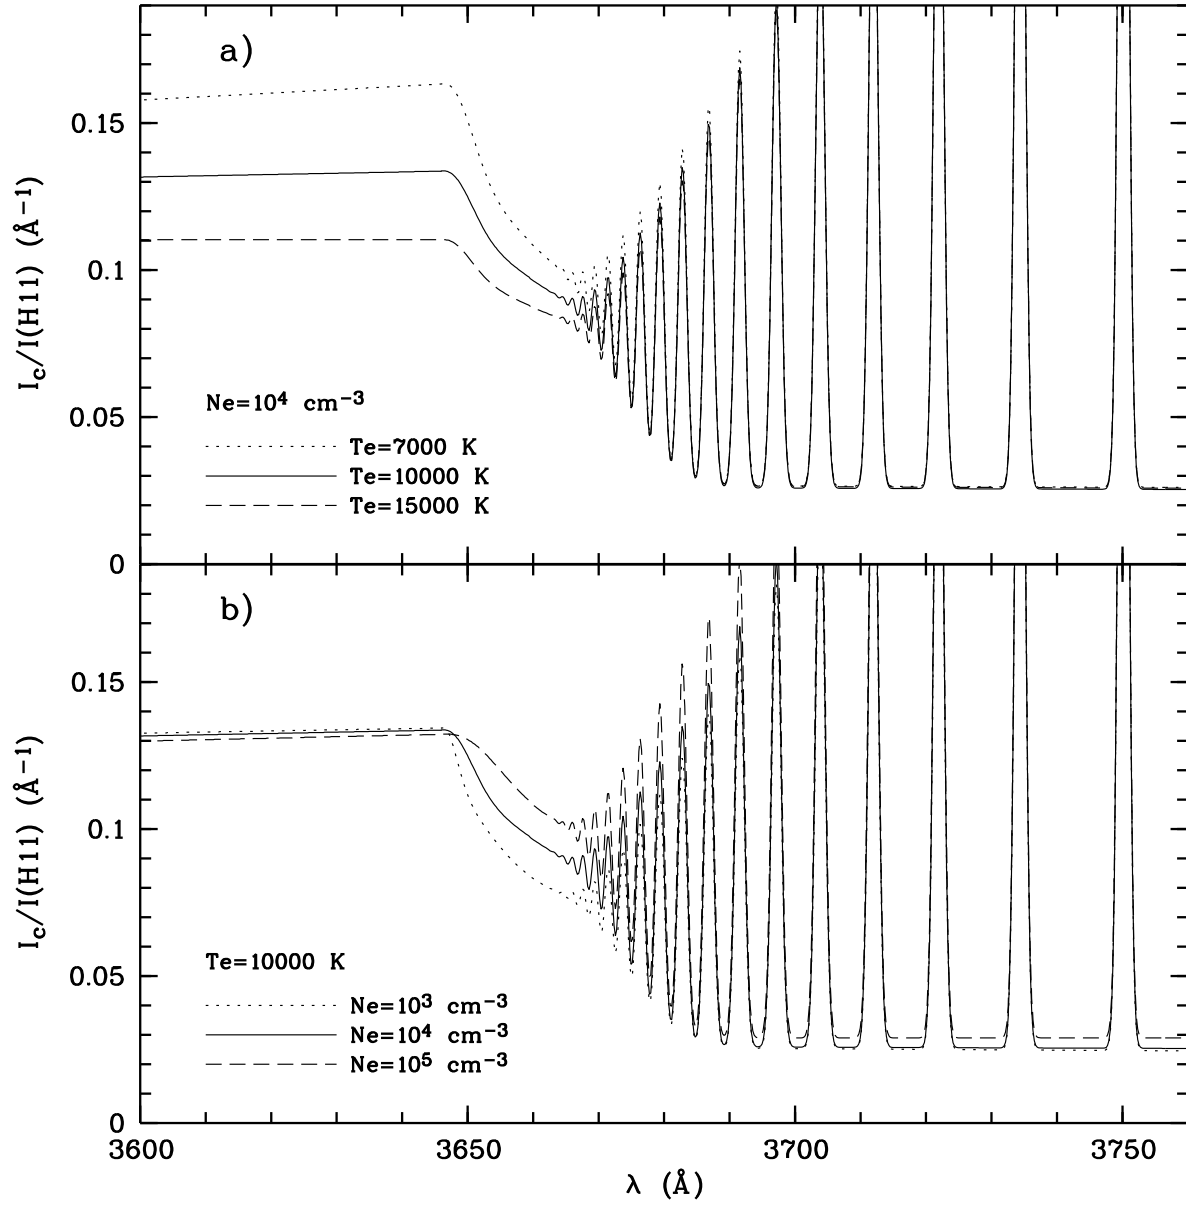 a)
0.15
0.1
0.05
0
I_c/I(H11) (Å⁻¹)
Ne=10⁴ cm⁻³
Te=7000 K
Te=10000 K
Te=15000 K
b)
0.15
0.1
0.05
0
I_c/I(H11) (Å⁻¹)
Te=10000 K
Ne=10³ cm⁻³
Ne=10⁴ cm⁻³
Ne=10⁵ cm⁻³
3600 3650 3700 3750
λ (Å)